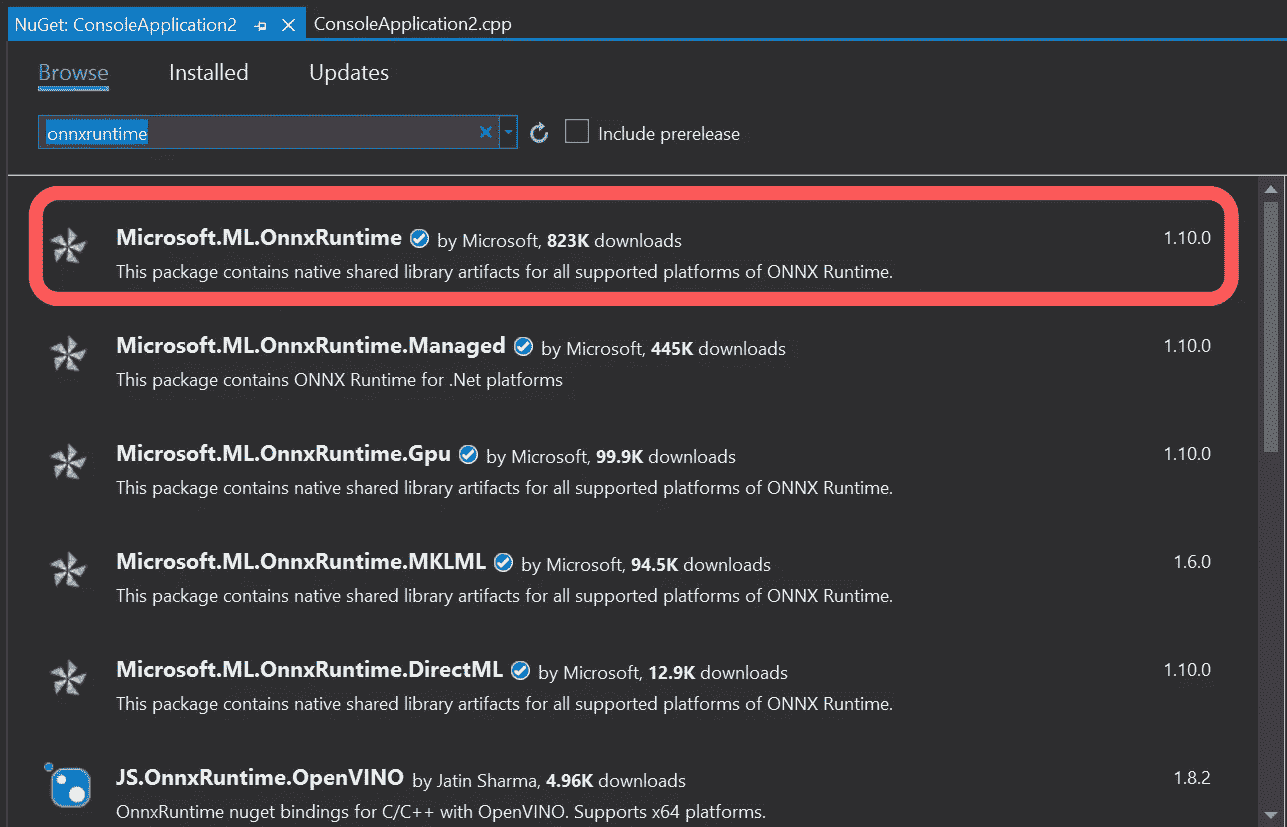 NuGet: ConsoleApplication2 ConsoleApplication2.cpp
Browse Installed Updates
onnxruntime Include prerelease
Microsoft.ML.OnnxRuntime by Microsoft, 823K downloads 1.10.0
This package contains native shared library artifacts for all supported platforms of ONNX Runtime.
Microsoft.ML.OnnxRuntime.Managed by Microsoft, 445K downloads 1.10.0
This package contains ONNX Runtime for .Net platforms
Microsoft.ML.OnnxRuntime.Gpu by Microsoft, 99.9K downloads 1.10.0
This package contains native shared library artifacts for all supported platforms of ONNX Runtime.
Microsoft.ML.OnnxRuntime.MKLML by Microsoft, 94.5K downloads 1.6.0
This package contains native shared library artifacts for all supported platforms of ONNX Runtime.
Microsoft.ML.OnnxRuntime.DirectML by Microsoft, 12.9K downloads 1.10.0
This package contains native shared library artifacts for all supported platforms of ONNX Runtime.
JS.OnnxRuntime.OpenVINO by Jatin Sharma, 4.96K downloads 1.8.2
OnnxRuntime nuget bindings for C/C++ with OpenVINO. Supports x64 platforms.